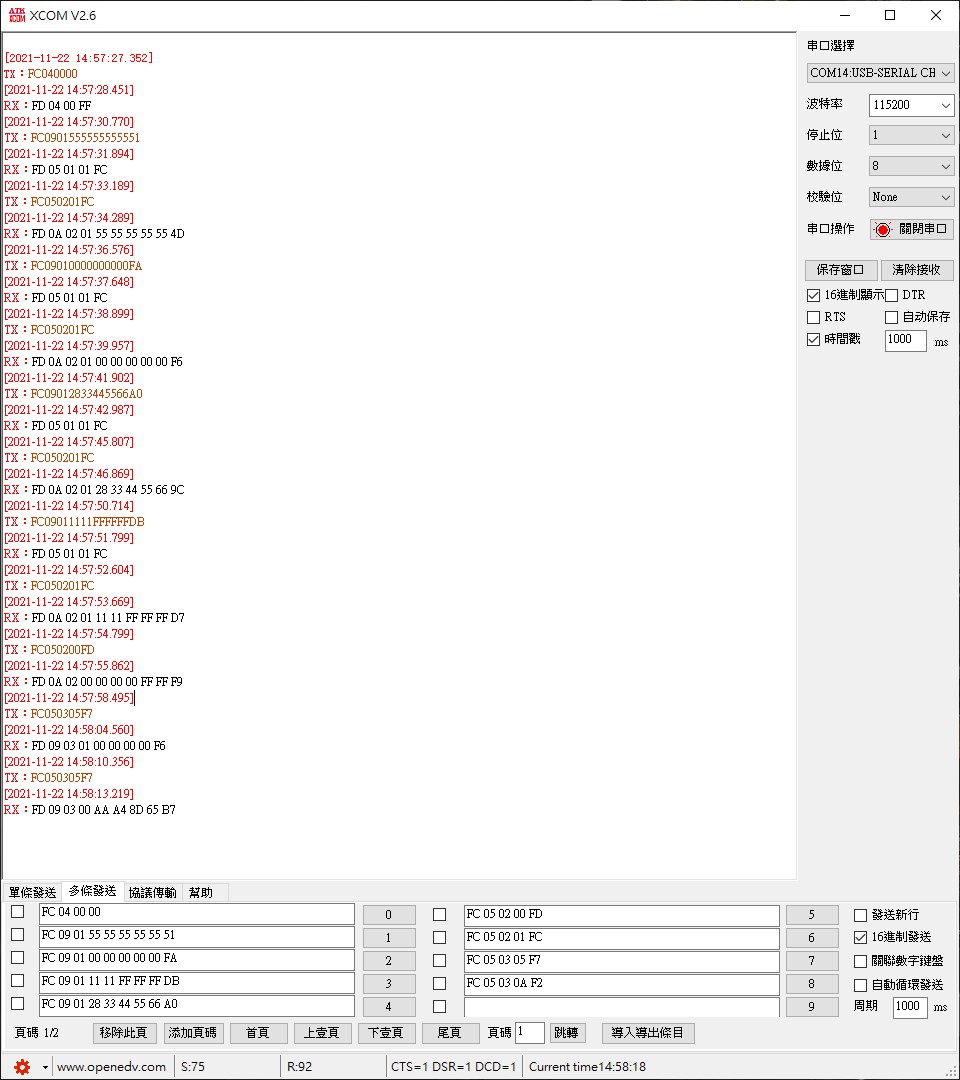 ATK XCOM XCOM V2.6
[2021-11-22 14:57:27.352]
TX：FC040000
[2021-11-22 14:57:28.451]
RX：FD 04 00 FF
[2021-11-22 14:57:30.770]
TX：FC0901555555555551
[2021-11-22 14:57:31.894]
RX：FD 05 01 01 FC
[2021-11-22 14:57:33.189]
TX：FC050201FC
[2021-11-22 14:57:34.289]
RX：FD 0A 02 01 55 55 55 55 55 4D
[2021-11-22 14:57:36.576]
TX：FC09010000000000FA
[2021-11-22 14:57:37.648]
RX：FD 05 01 01 FC
[2021-11-22 14:57:38.899]
TX：FC050201FC
[2021-11-22 14:57:39.957]
RX：FD 0A 02 01 00 00 00 00 00 F6
[2021-11-22 14:57:41.902]
TX：FC09012833445566A0
[2021-11-22 14:57:42.987]
RX：FD 05 01 01 FC
[2021-11-22 14:57:45.807]
TX：FC050201FC
[2021-11-22 14:57:46.869]
RX：FD 0A 02 01 28 33 44 55 66 9C
[2021-11-22 14:57:50.714]
TX：FC09011111FFFFFFDB
[2021-11-22 14:57:51.799]
RX：FD 05 01 01 FC
[2021-11-22 14:57:52.604]
TX：FC050201FC
[2021-11-22 14:57:53.669]
RX：FD 0A 02 01 11 11 FF FF FF D7
[2021-11-22 14:57:54.799]
TX：FC050200FD
[2021-11-22 14:57:55.862]
RX：FD 0A 02 00 00 00 00 FF FF F9
[2021-11-22 14:57:58.495]
TX：FC050305F7
[2021-11-22 14:58:04.560]
RX：FD 09 03 01 00 00 00 00 F6
[2021-11-22 14:58:10.356]
TX：FC050305F7
[2021-11-22 14:58:13.219]
RX：FD 09 03 00 AA A4 8D 65 B7
串口選擇
COM14:USB-SERIAL CH
波特率 115200
停止位 1
數據位 8
校驗位 None
串口操作 關閉串口
保存窗口 清除接收
16進制顯示 DTR
RTS 自动保存
時間戳 1000 ms
單條發送 多條發送 協議傳輸 幫助
FC 04 00 00 0 FC 05 02 00 FD 5 發送新行
FC 09 01 55 55 55 55 55 51 1 FC 05 02 01 FC 6 16進制發送
FC 09 01 00 00 00 00 00 FA 2 FC 05 03 05 F7 7 關聯數字鍵盤
FC 09 01 11 11 FF FF FF DB 3 FC 05 03 0A F2 8 自動循環發送
FC 09 01 28 33 44 55 66 A0 4 9 周期 1000 ms
頁碼 1/2 移除此頁 添加頁碼 首頁 上壹頁 下壹頁 尾頁 頁碼 1 跳轉 導入導出條目
www.openedv.com S:75 R:92 CTS=1 DSR=1 DCD=1 Current time14:58:18